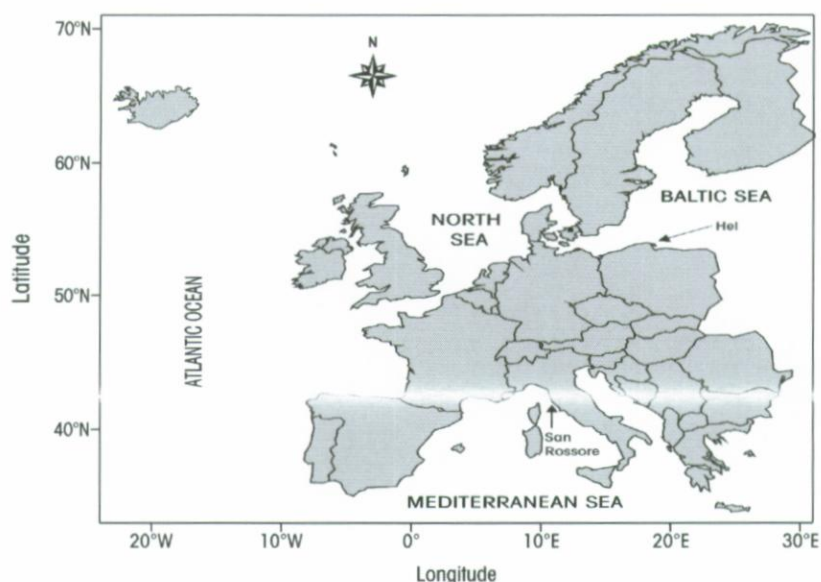 70°N
N
60°N
BALTIC SEA
NORTH
SEA
Hel
Latitude
50°N
ATLANTIC OCEAN
40°N
San
Rossore
MEDITERRANEAN SEA
20°W
10°W
0°
10°E
20°E
30°E
Longitude